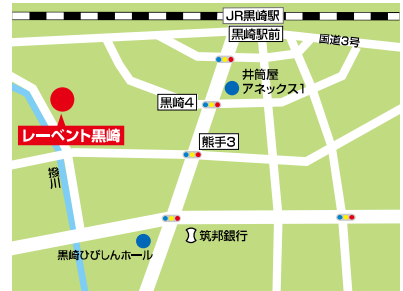 JR黒崎駅
黒崎駅前
国道3号
井筒屋
アネックス1
黒崎4
レーベント黒崎
熊手3
撥川
筑邦銀行
黒崎ひびしんホール